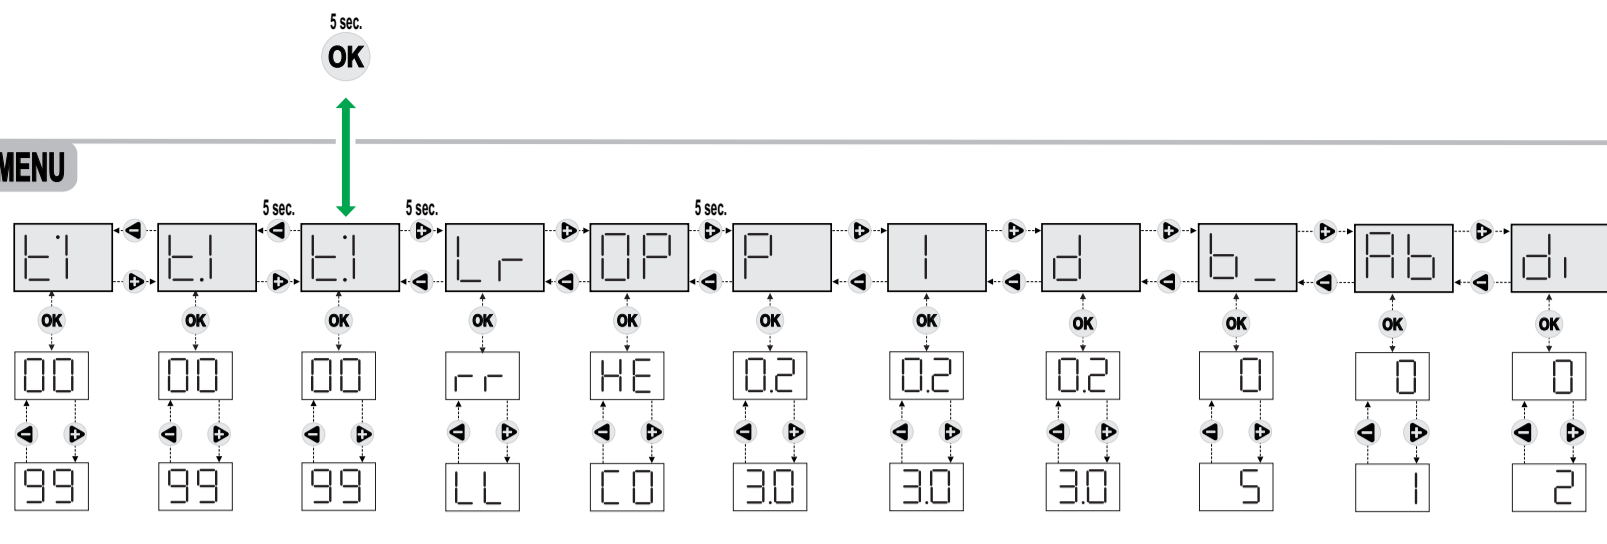 5 sec.
OK
MENU
5 sec. 5 sec. 5 sec.
t.1 t.1 t.1 Lr OP P I d b_ Ab di
OK OK OK OK OK OK OK OK OK OK OK
00 00 00 rr HE 0.2 0.2 0.2 0 0 0
99 99 99 LL CO 3.0 3.0 3.0 5 1 2